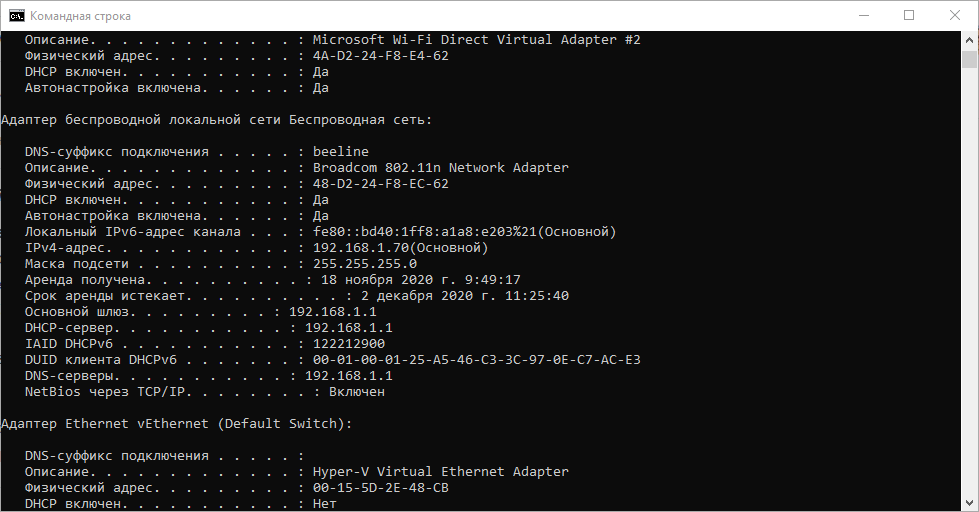 Командная строка
Описание. . . . . . . . . . . . . : Microsoft Wi-Fi Direct Virtual Adapter #2
Физический адрес. . . . . . . . . : 4A-D2-24-F8-E4-62
DHCP включен. . . . . . . . . . . : Да
Автонастройка включена. . . . . . : Да
Адаптер беспроводной локальной сети Беспроводная сеть:
DNS-суффикс подключения . . . . . : beeline
Описание. . . . . . . . . . . . . : Broadcom 802.11n Network Adapter
Физический адрес. . . . . . . . . : 48-D2-24-F8-EC-62
DHCP включен. . . . . . . . . . . : Да
Автонастройка включена. . . . . . : Да
Локальный IPv6-адрес канала . . . : fe80::bd40:1ff8:a1a8:e203%21(Основной)
IPv4-адрес. . . . . . . . . . . . : 192.168.1.70(Основной)
Маска подсети . . . . . . . . . . : 255.255.255.0
Аренда получена. . . . . . . . . . : 18 ноября 2020 г. 9:49:17
Срок аренды истекает. . . . . . . . . . : 2 декабря 2020 г. 11:25:40
Основной шлюз. . . . . . . . . : 192.168.1.1
DHCP-сервер. . . . . . . . . . . : 192.168.1.1
IAID DHCPv6 . . . . . . . . . . . : 122212900
DUID клиента DHCPv6 . . . . . . . : 00-01-00-01-25-A5-46-C3-3C-97-0E-C7-AC-E3
DNS-серверы. . . . . . . . . . . : 192.168.1.1
NetBios через TCP/IP. . . . . . . . : Включен
Адаптер Ethernet vEthernet (Default Switch):
DNS-суффикс подключения . . . . . :
Описание. . . . . . . . . . . . . : Hyper-V Virtual Ethernet Adapter
Физический адрес. . . . . . . . . : 00-15-5D-2E-48-CB
DHCP включен. . . . . . . . . . . : Нет